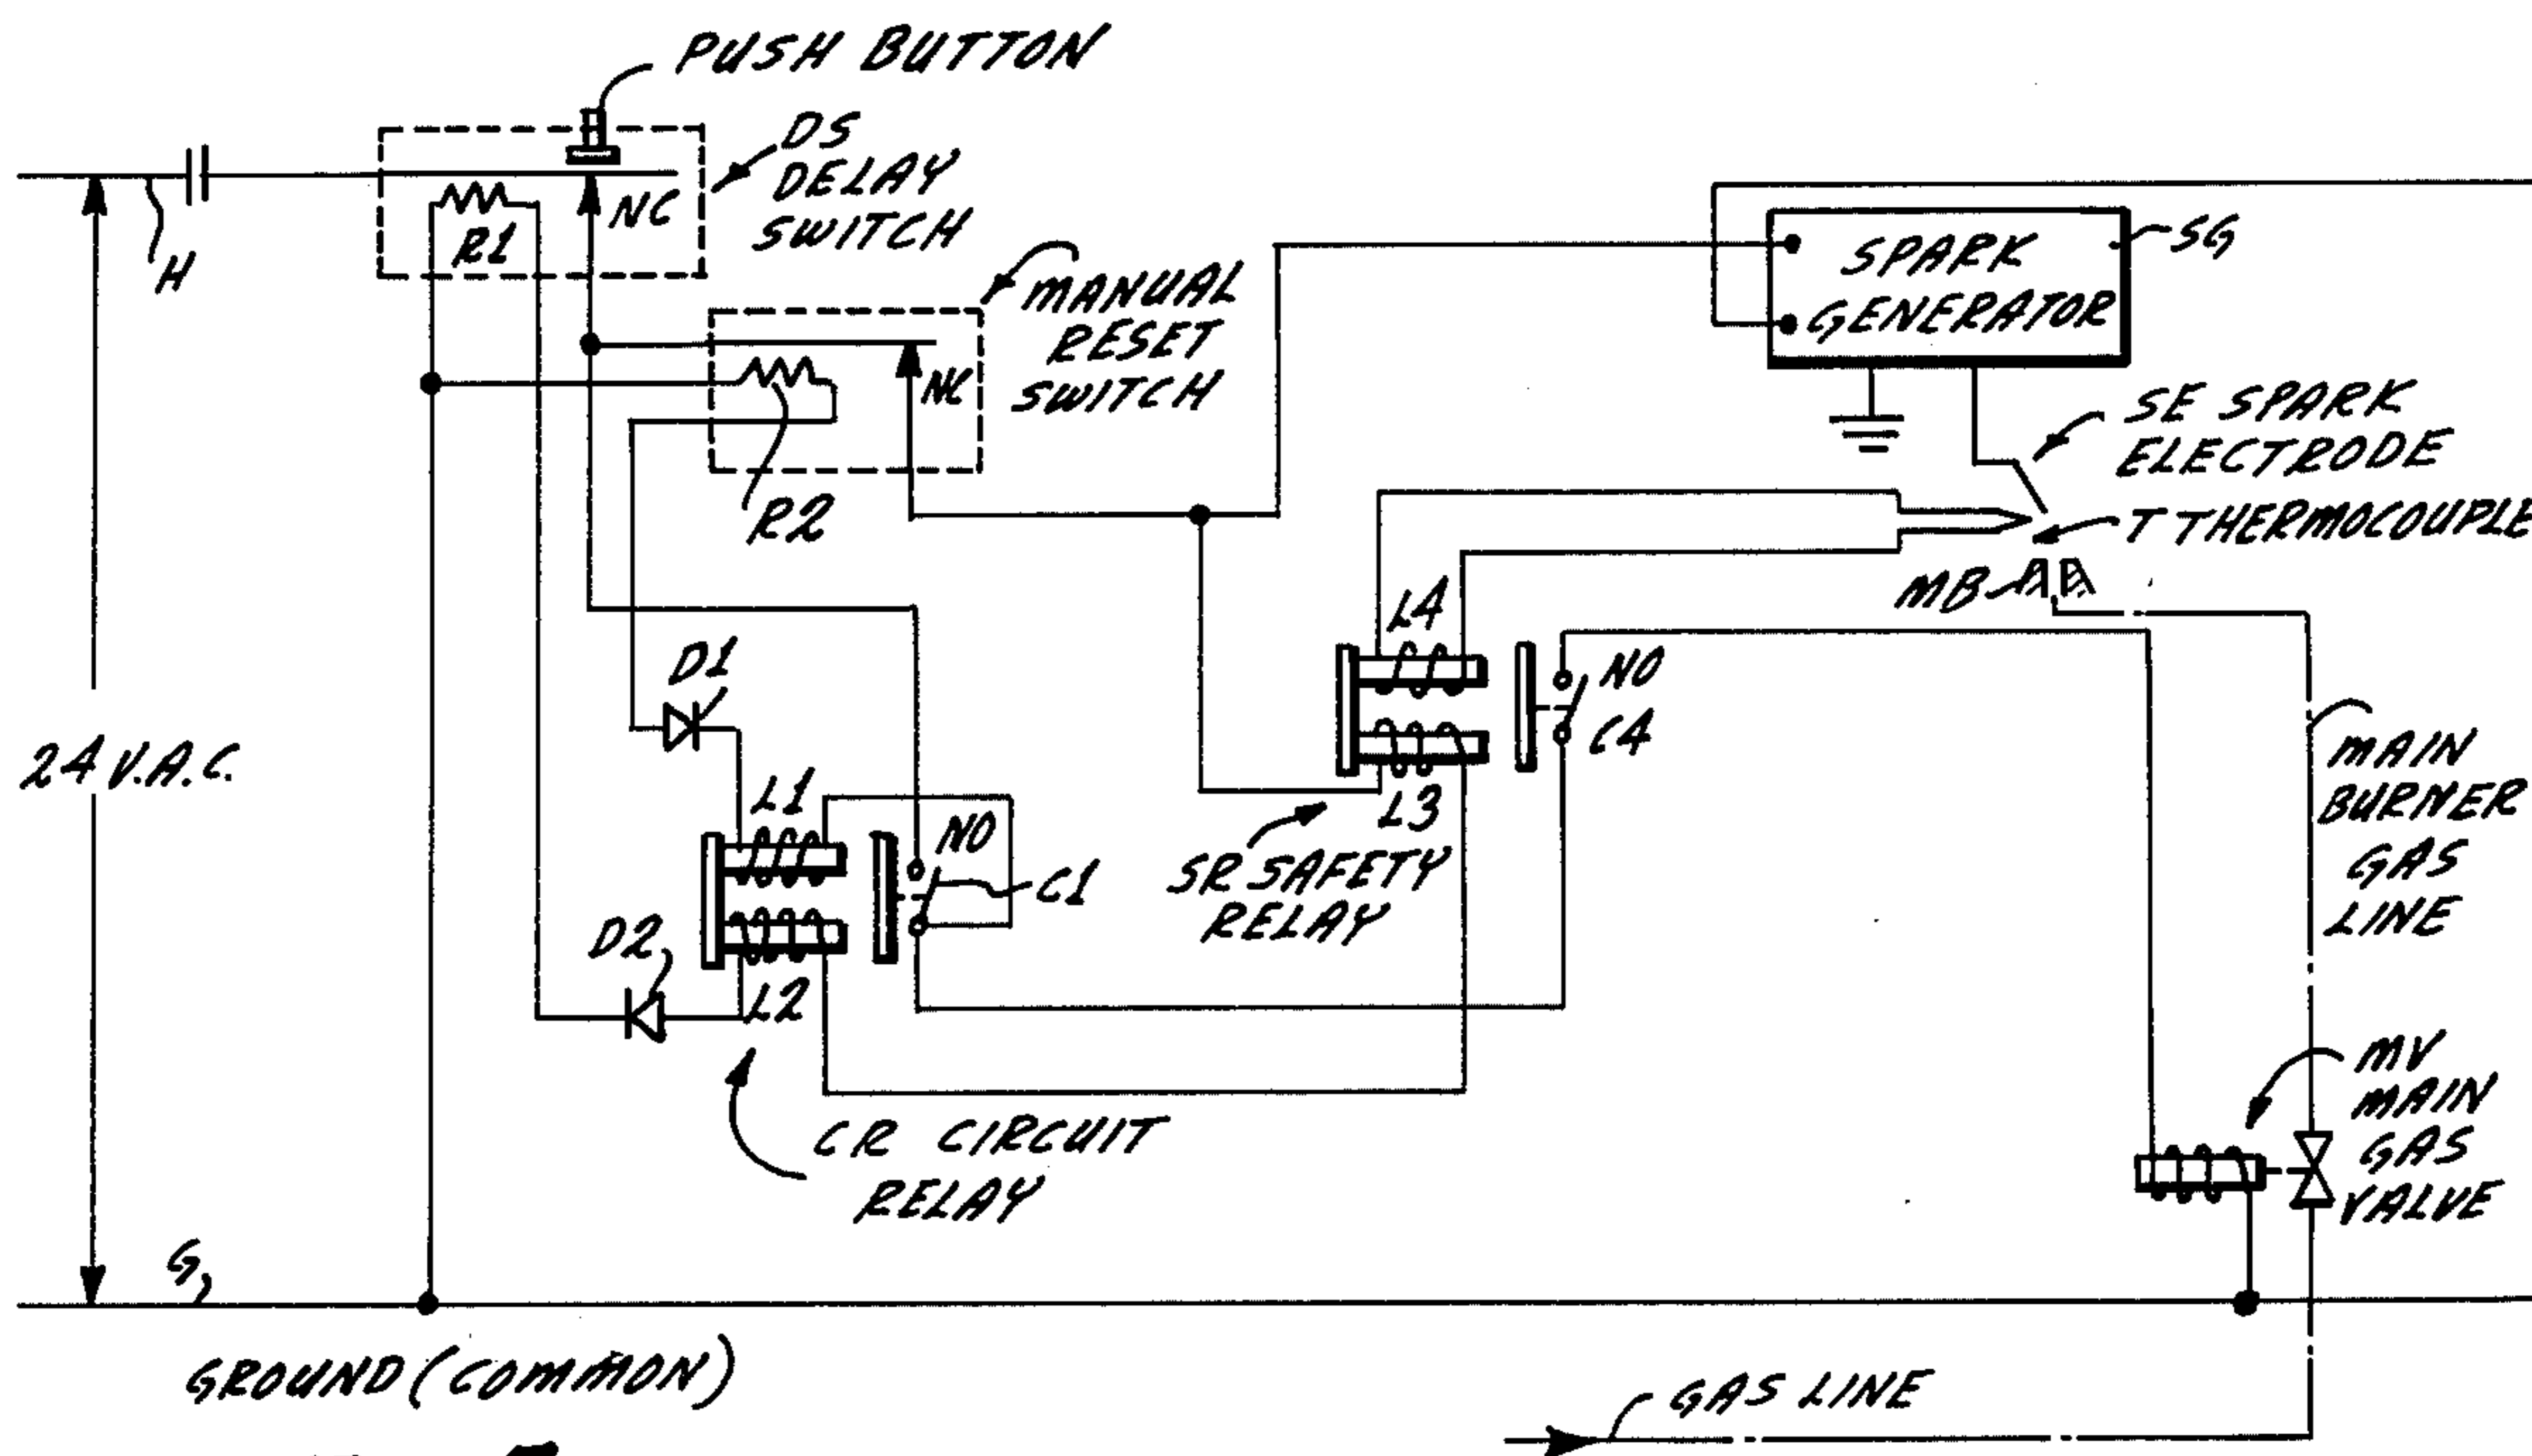 PUSH BUTTON
DS
DELAY
SWITCH
NC
R1
H
MANUAL
RESET
SWITCH
NC
R2
SPARK
GENERATOR
SG
SE SPARK
ELECTRODE
T THERMOCOUPLE
MB
L4
NO
C4
L3
SR SAFETY
RELAY
D1
24 V.A.C.
L1
NO
C1
D2
L2
CR CIRCUIT
RELAY
MAIN
BURNER
GAS
LINE
MV
MAIN
GAS
VALVE
G
GROUND (COMMON)
GAS LINE